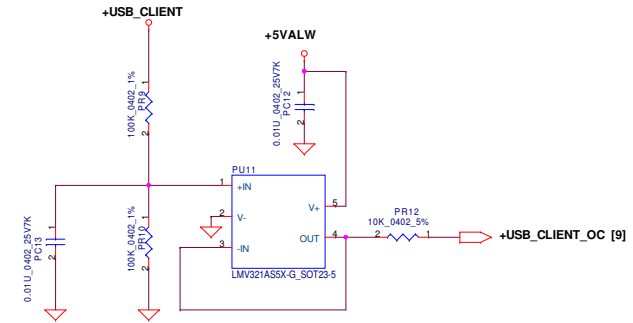 +USB_CLIENT
+5VALW
1
100K_0402_1%
PR9
2
0.01U_0402_25V7K
PC12
1
2
PU11
1
+IN
2
V-
3
-IN
V+
5
OUT
4
LMV321AS5X-G_SOT23-5
PR12
10K_0402_5%
2
1
+USB_CLIENT_OC [9]
0.01U_0402_25V7K
PC13
1
2
100K_0402_1%
PR10
1
2